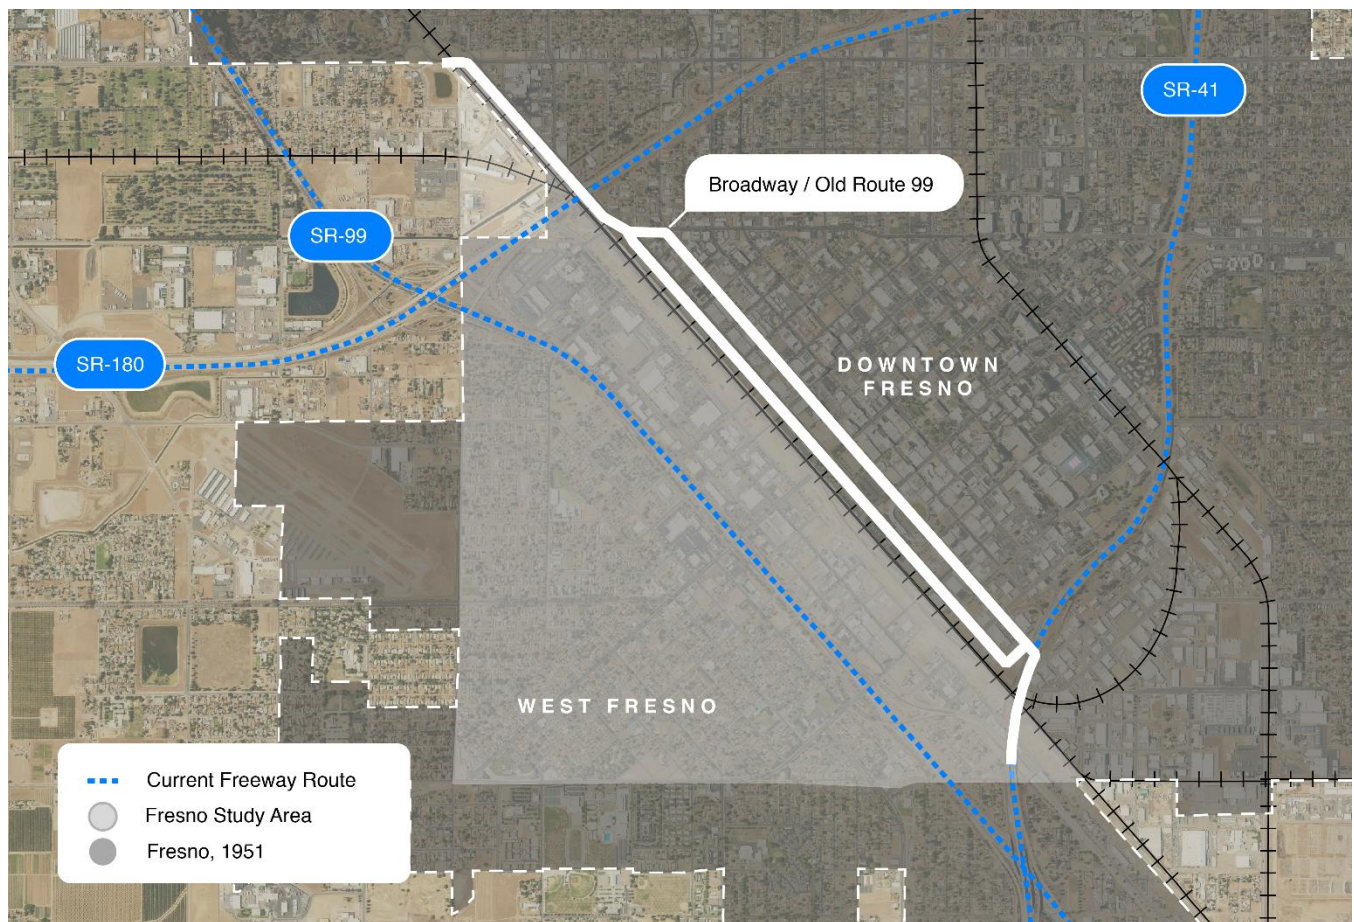 SR-41
Broadway / Old Route 99
SR-99
SR-180
DOWNTOWN
FRESNO
WEST FRESNO
Current Freeway Route
Fresno Study Area
Fresno, 1951